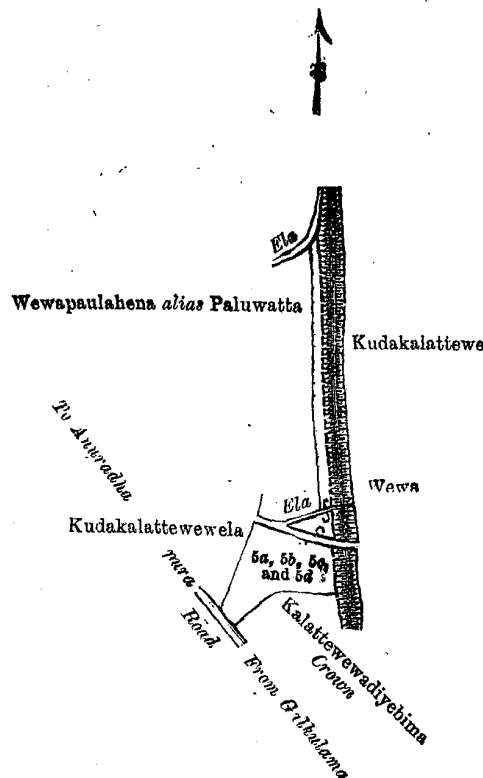 Ela
Wewapaulahena alias Paluwatta
Kudakalattewe
To Anuradha
Wewa
Ela
Kudakalattewewela
5a, 5b, 5c,
and 5d
pura
Road
From Gilkulama
Kalattewewadiyebima
Crown